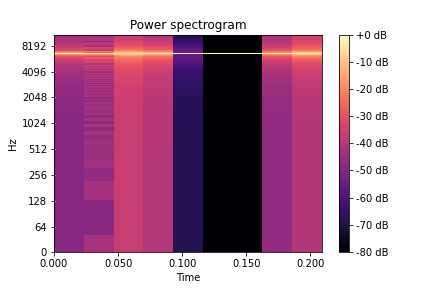 Power spectrogram
8192
4096
2048
1024
512
256
128
64
0
Hz
0.000 0.050 0.100 0.150 0.200
Time
+0 dB
-10 dB
-20 dB
-30 dB
-40 dB
-50 dB
-60 dB
-70 dB
-80 dB